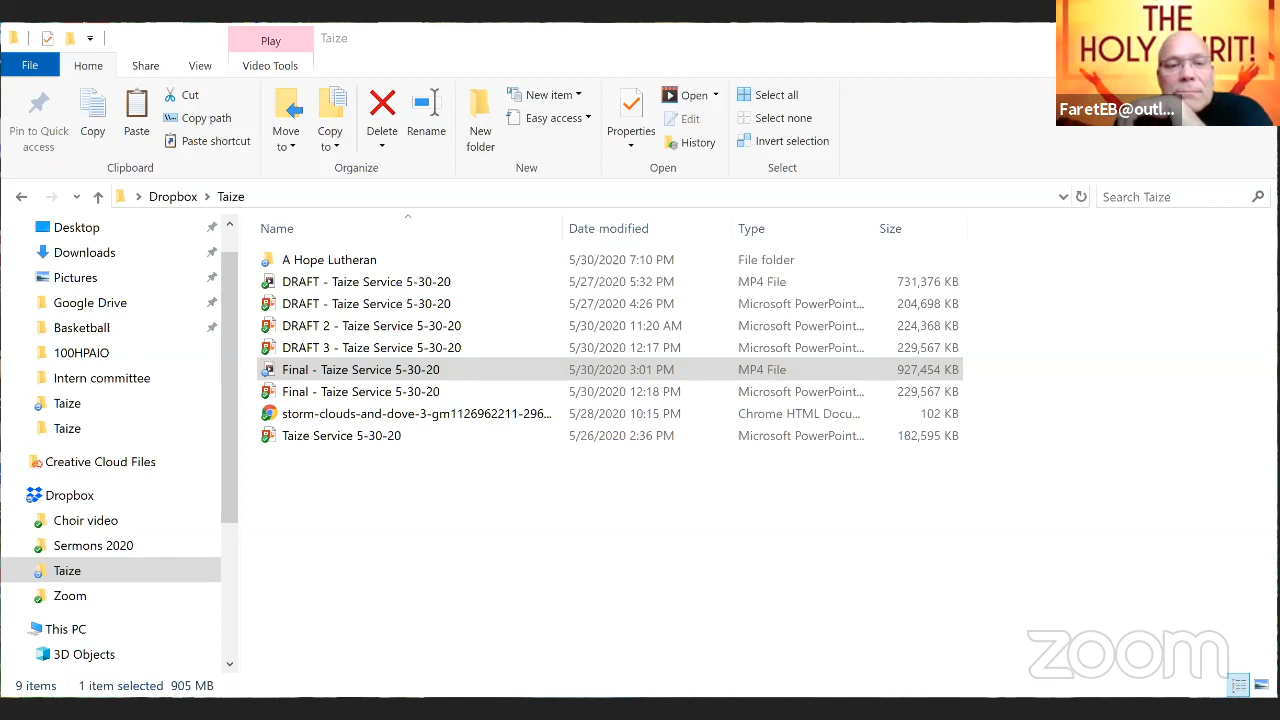 Play Taize
File Home Share View Video Tools
Pin to Quick access
Copy
Paste
Cut
Copy path
Paste shortcut
Clipboard
Move to
Copy to
Delete
Rename
Organize
New folder
New item
Easy access
New
Properties
Open
Edit
History
Open
Select all
Select none
Invert selection
Select
THE
HOLY
FaretEB@outl...
Dropbox Taize
Search Taize
Desktop
Downloads
Pictures
Google Drive
Basketball
100HPAIO
Intern committee
Taize
Taize
Creative Cloud Files
Dropbox
Choir video
Sermons 2020
Taize
Zoom
This PC
3D Objects
Name Date modified Type Size
A Hope Lutheran 5/30/2020 7:10 PM File folder
DRAFT - Taize Service 5-30-20 5/27/2020 5:32 PM MP4 File 731,376 KB
DRAFT - Taize Service 5-30-20 5/27/2020 4:26 PM Microsoft PowerPoint... 204,698 KB
DRAFT 2 - Taize Service 5-30-20 5/30/2020 11:20 AM Microsoft PowerPoint... 224,368 KB
DRAFT 3 - Taize Service 5-30-20 5/30/2020 12:17 PM Microsoft PowerPoint... 229,567 KB
Final - Taize Service 5-30-20 5/30/2020 3:01 PM MP4 File 927,454 KB
Final - Taize Service 5-30-20 5/30/2020 12:18 PM Microsoft PowerPoint... 229,567 KB
storm-clouds-and-dove-3-gm1126962211-296... 5/28/2020 10:15 PM Chrome HTML Docu... 102 KB
Taize Service 5-30-20 5/26/2020 2:36 PM Microsoft PowerPoint... 182,595 KB
zoom
9 items 1 item selected 905 MB